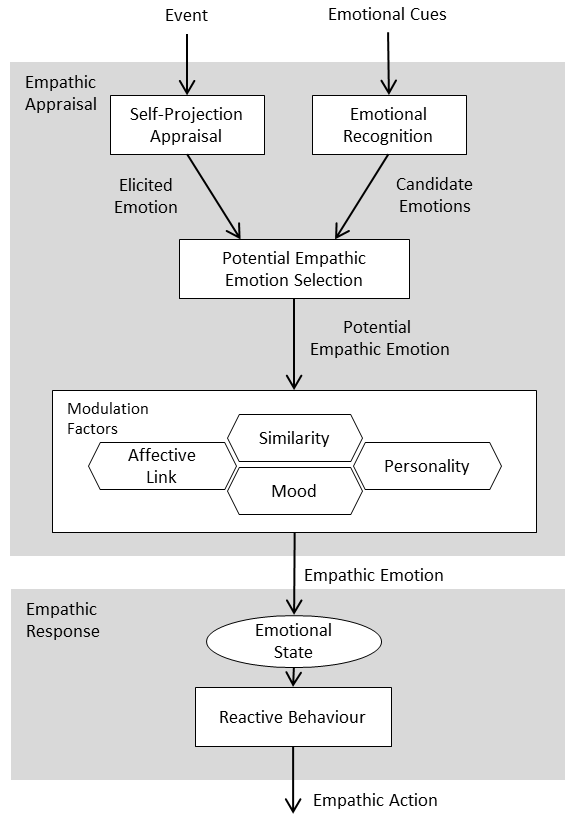 Event
Emotional Cues
Empathic
Appraisal
Self-Projection
Appraisal
Emotional
Recognition
Elicited
Emotion
Candidate
Emotions
Potential Empathic
Emotion Selection
Potential
Empathic Emotion
Modulation
Factors
Similarity
Affective
Link
Personality
Mood
Empathic Emotion
Empathic
Response
Emotional
State
Reactive Behaviour
Empathic Action